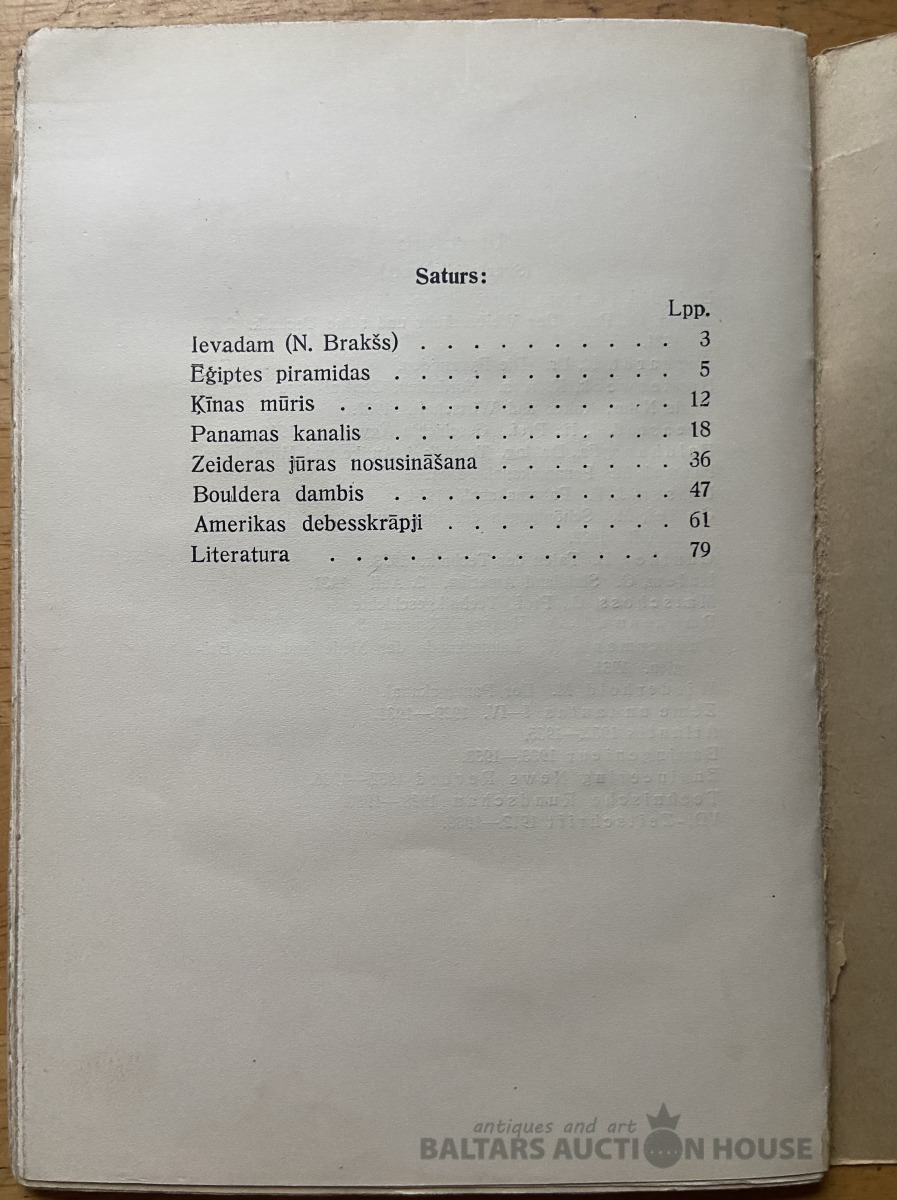 Saturs:
Lpp.
Ievadam (N. Brakšs) . . . . . . . . . . 3
Ēģiptes piramidas . . . . . . . . . . . . 5
Ķīnas mūris . . . . . . . . . . . . . . 12
Panamas kanalis . . . . . . . . . . . . 18
Zeideras jūras nosusināšana . . . . . . . 36
Bouldera dambis . . . . . . . . . . . . 47
Amerikas debesskrāpji . . . . . . . . . 61
Literatura . . . . . . . . . . . . . . 79
antiques and art
BALTARS AUCTION HOUSE